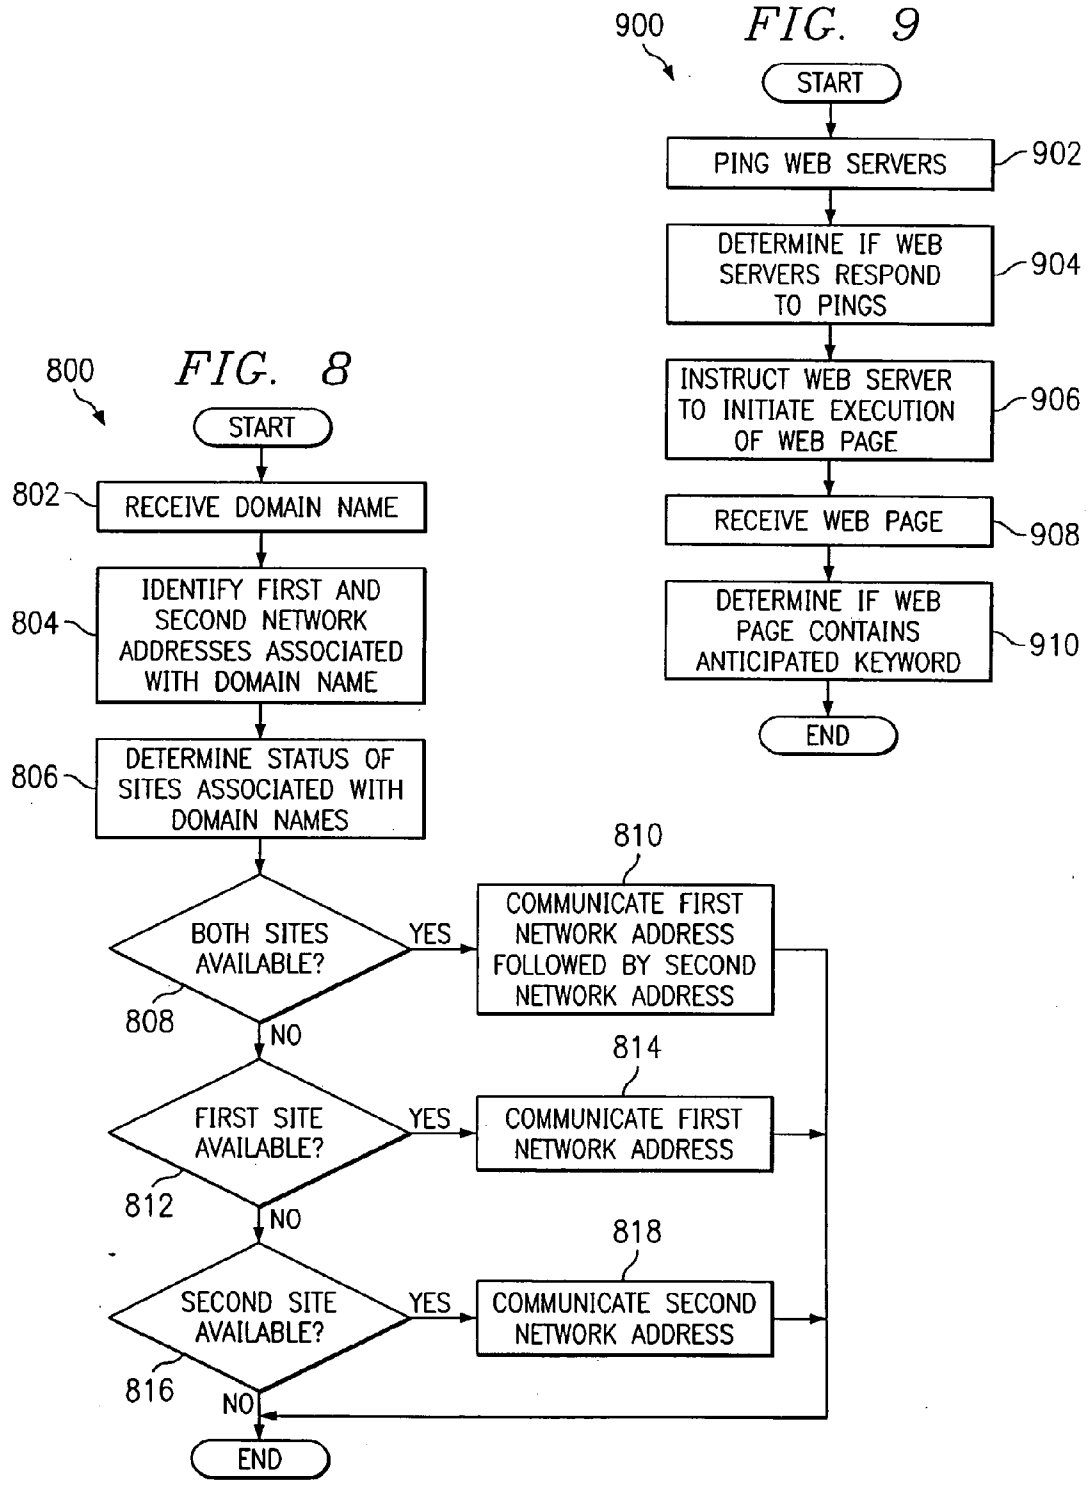 FIG. 9
900
START
PING WEB SERVERS
902
DETERMINE IF WEB
SERVERS RESPOND
TO PINGS
904
INSTRUCT WEB SERVER
TO INITIATE EXECUTION
OF WEB PAGE
906
RECEIVE WEB PAGE
908
DETERMINE IF WEB
PAGE CONTAINS
ANTICIPATED KEYWORD
910
END
FIG. 8
800
START
802
RECEIVE DOMAIN NAME
804
IDENTIFY FIRST AND
SECOND NETWORK
ADDRESSES ASSOCIATED
WITH DOMAIN NAME
806
DETERMINE STATUS OF
SITES ASSOCIATED WITH
DOMAIN NAMES
BOTH SITES
AVAILABLE?
808
YES
810
COMMUNICATE FIRST
NETWORK ADDRESS
FOLLOWED BY SECOND
NETWORK ADDRESS
NO
FIRST SITE
AVAILABLE?
812
YES
814
COMMUNICATE FIRST
NETWORK ADDRESS
NO
SECOND SITE
AVAILABLE?
816
YES
818
COMMUNICATE SECOND
NETWORK ADDRESS
NO
END